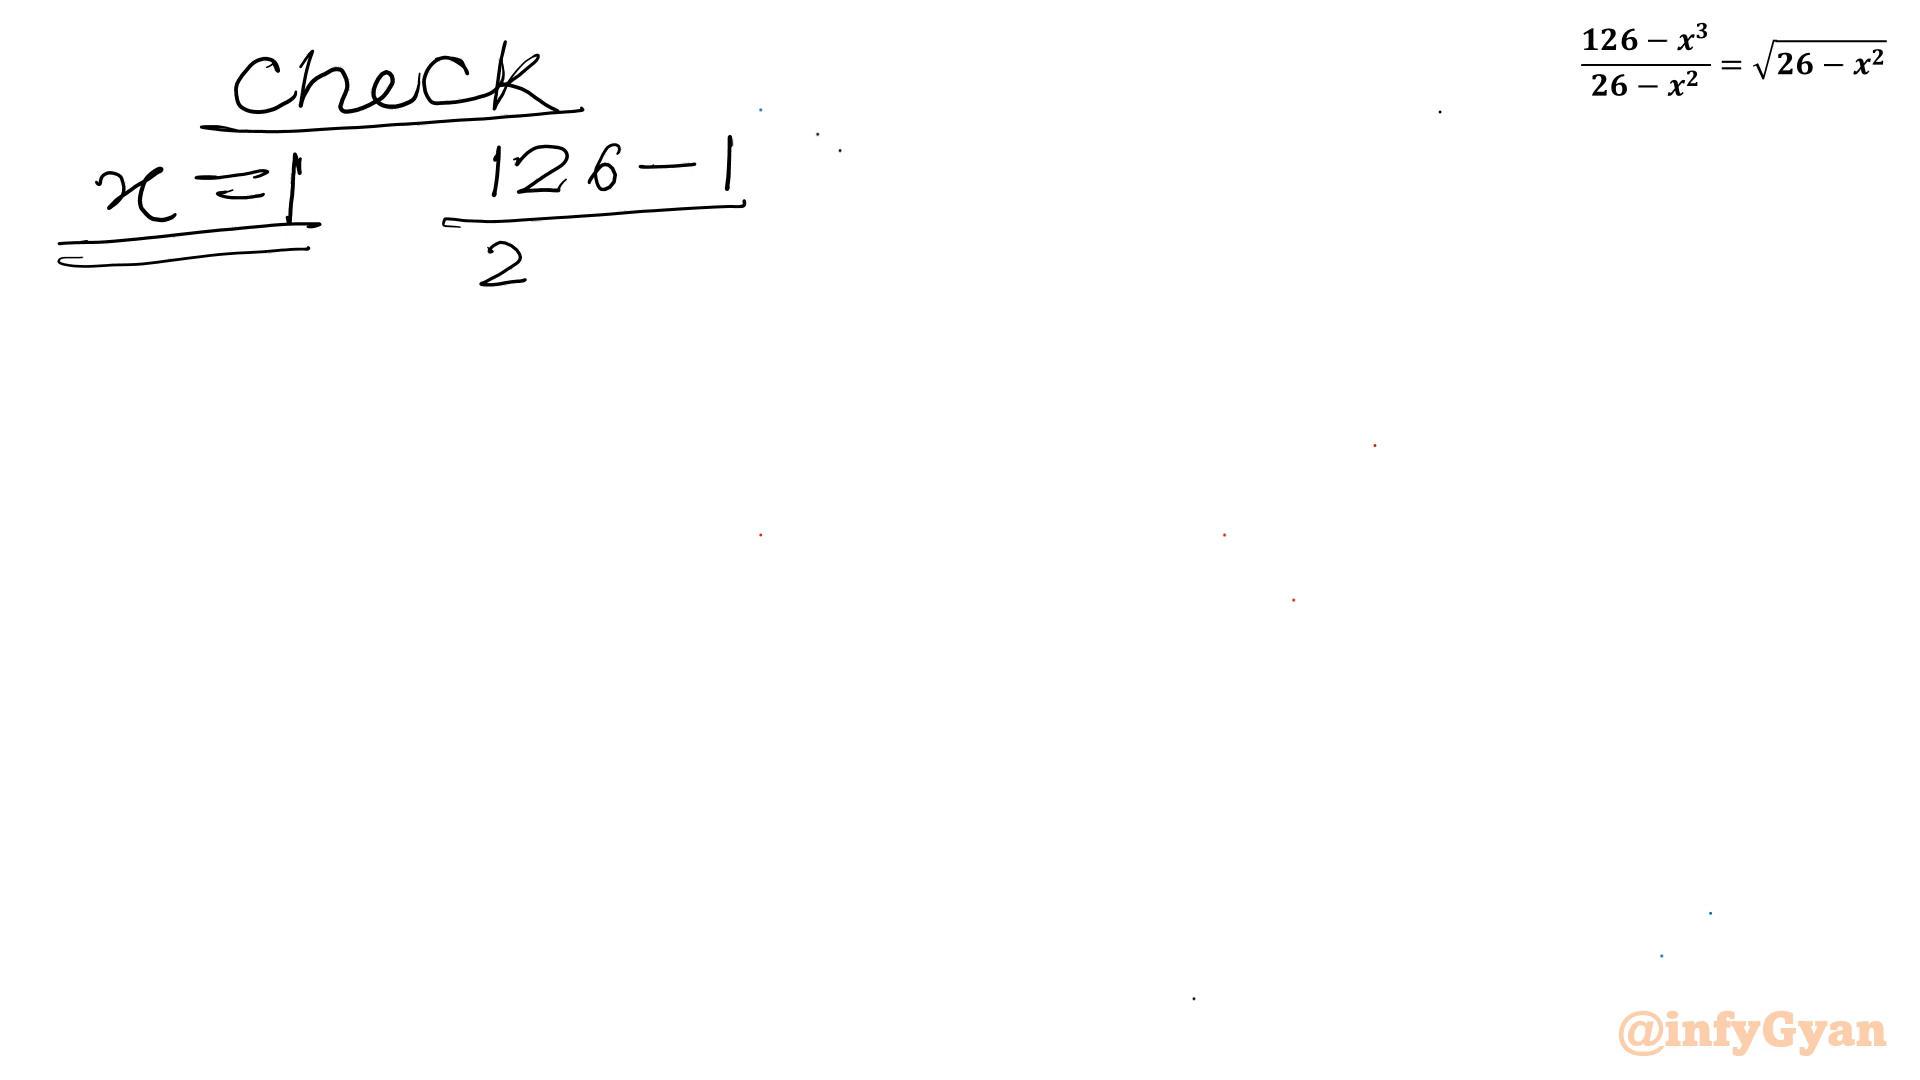 check
x = 1
126 - 1
2
126 − x³
26 − x² = √26 − x²
@infyGyan